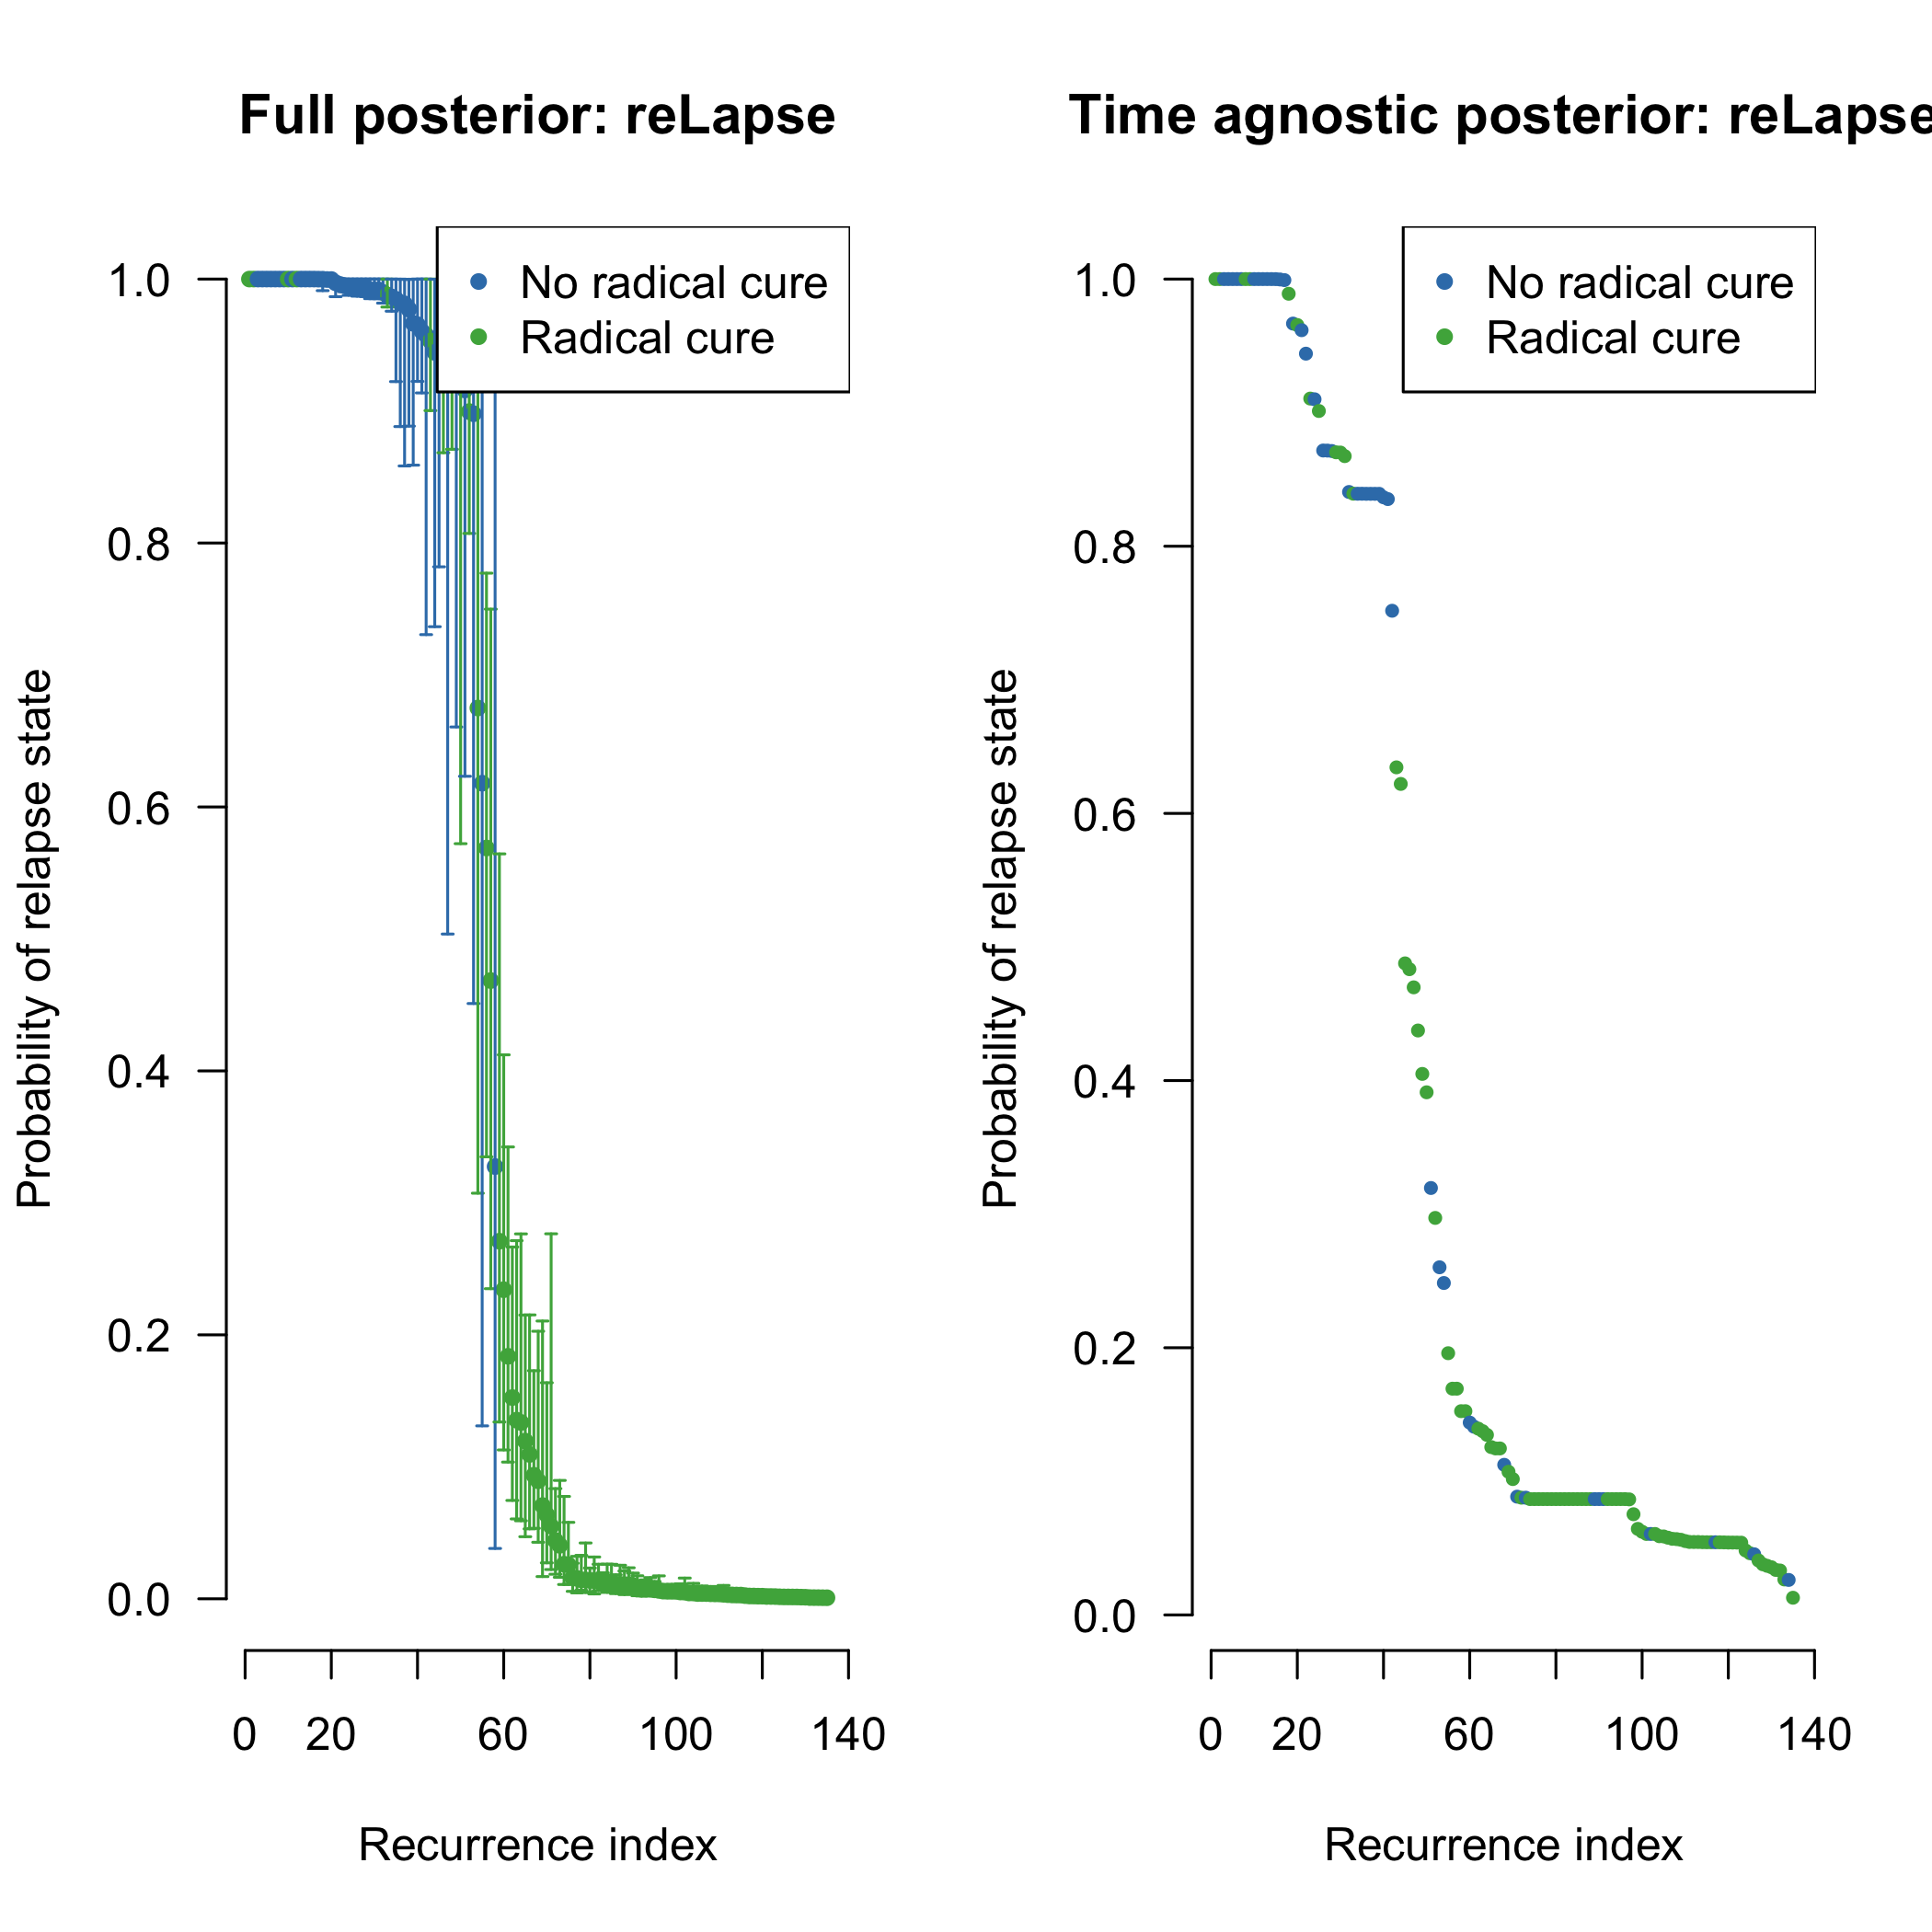 Full posterior: reLapse
No radical cure
Radical cure
Probability of relapse state
1.0
0.8
0.6
0.4
0.2
0.0
0 20 60 100 140
Recurrence index
Time agnostic posterior: reLapse
No radical cure
Radical cure
Probability of relapse state
1.0
0.8
0.6
0.4
0.2
0.0
0 20 60 100 140
Recurrence index